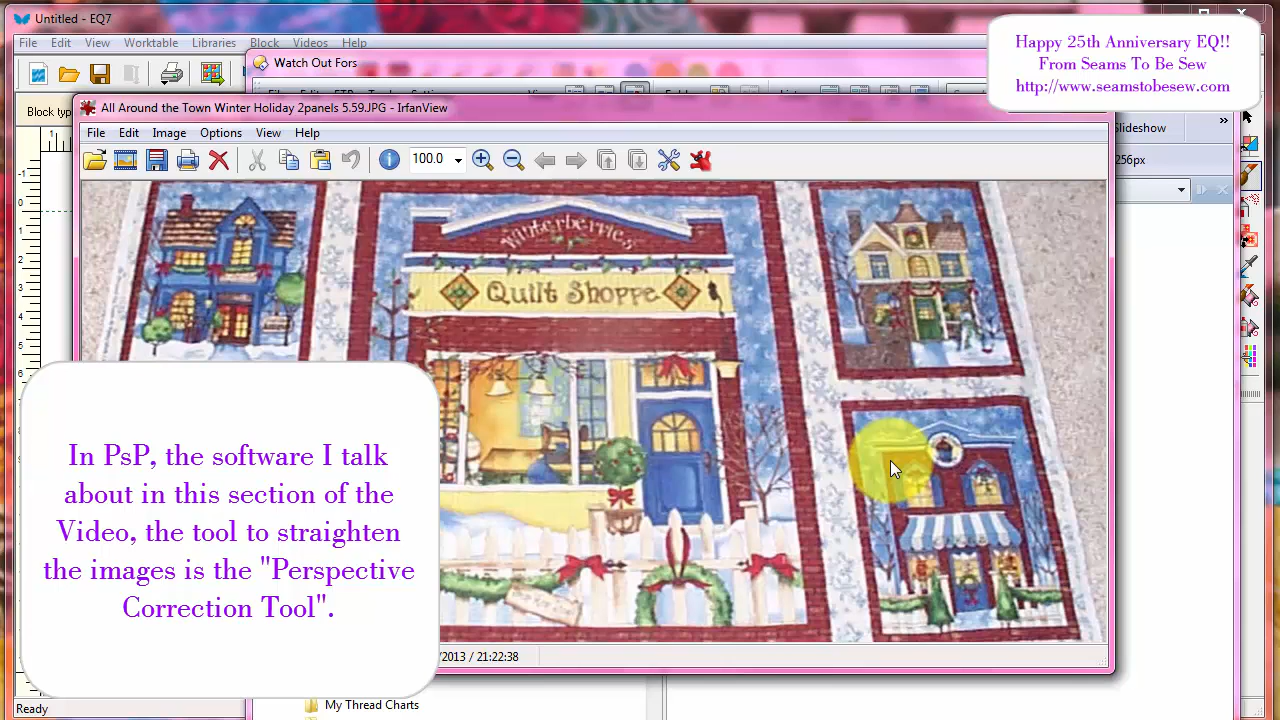 Untitled - EQ7
File Edit View Worktable Libraries Block Videos Help
Happy 25th Anniversary EQ!!
From Seams To Be Sew
http://www.seamstobesew.com
Watch Out Fors
Block typ
All Around the Town Winter Holiday 2panels 5.59.JPG - IrfanView
File Edit Image Options View Help
Slideshow
100.0
256px
Winterberries
Quilt Shoppe
In PsP, the software I talk
about in this section of the
Video, the tool to straighten
the images is the "Perspective
Correction Tool".
/2013 / 21:22:38
My Thread Charts
Ready